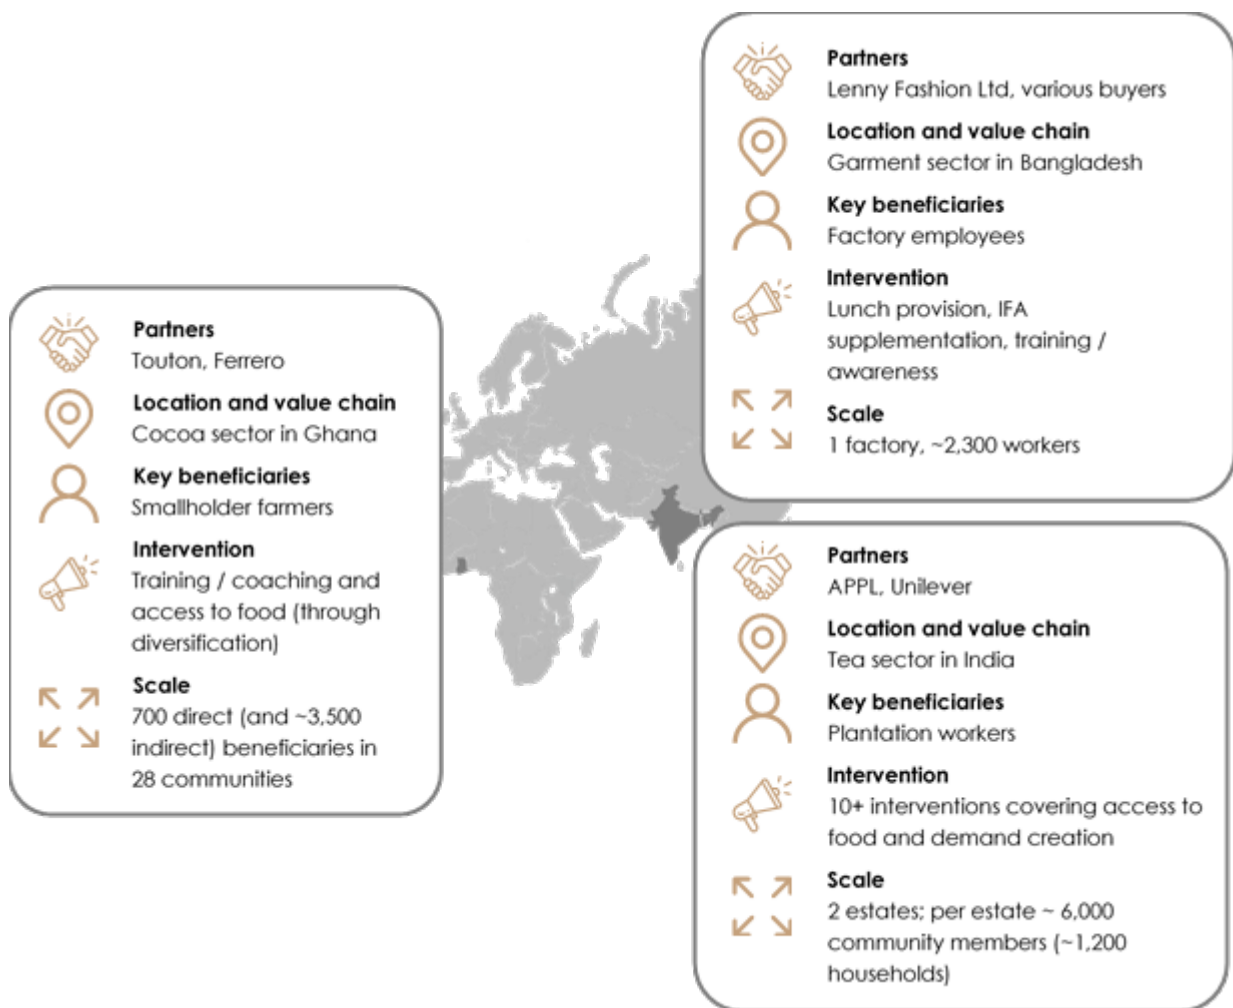 Partners
Touton, Ferrero
Location and value chain
Cocoa sector in Ghana
Key beneficiaries
Smallholder farmers
Intervention
Training / coaching and
access to food (through
diversification)
Scale
700 direct (and ~3,500
indirect) beneficiaries in
28 communities
Partners
Lenny Fashion Ltd, various buyers
Location and value chain
Garment sector in Bangladesh
Key beneficiaries
Factory employees
Intervention
Lunch provision, IFA
supplementation, training /
awareness
Scale
1 factory, ~2,300 workers
Partners
APPL, Unilever
Location and value chain
Tea sector in India
Key beneficiaries
Plantation workers
Intervention
10+ interventions covering access to
food and demand creation
Scale
2 estates; per estate ~ 6,000
community members (~1,200
households)